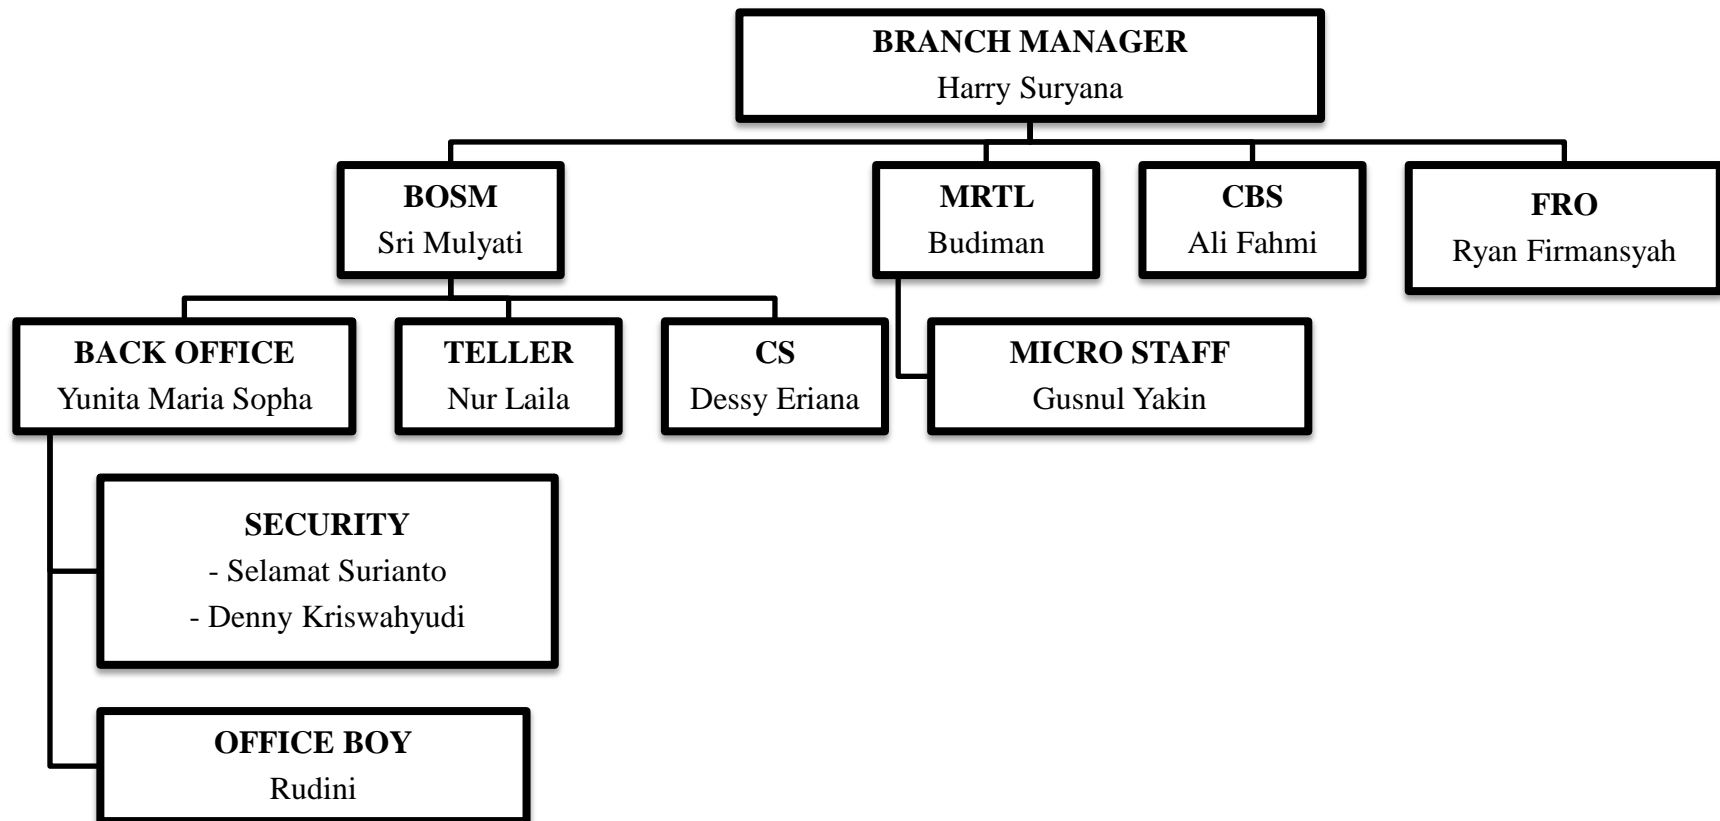 BRANCH MANAGER
Harry Suryana
BOSM
Sri Mulyati
MRTL
Budiman
CBS
Ali Fahmi
FRO
Ryan Firmansyah
BACK OFFICE
Yunita Maria Sopha
TELLER
Nur Laila
CS
Dessy Eriana
MICRO STAFF
Gusnul Yakin
SECURITY
- Selamat Surianto
- Denny Kriswahyudi
OFFICE BOY
Rudini